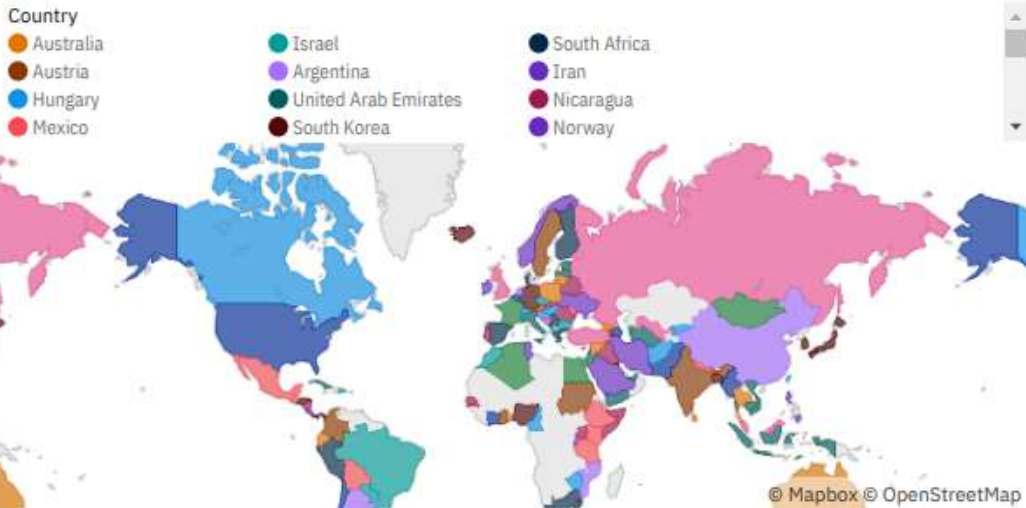 Country
Australia
Austria
Hungary
Mexico
Israel
Argentina
United Arab Emirates
South Korea
South Africa
Iran
Nicaragua
Norway
© Mapbox © OpenStreetMap